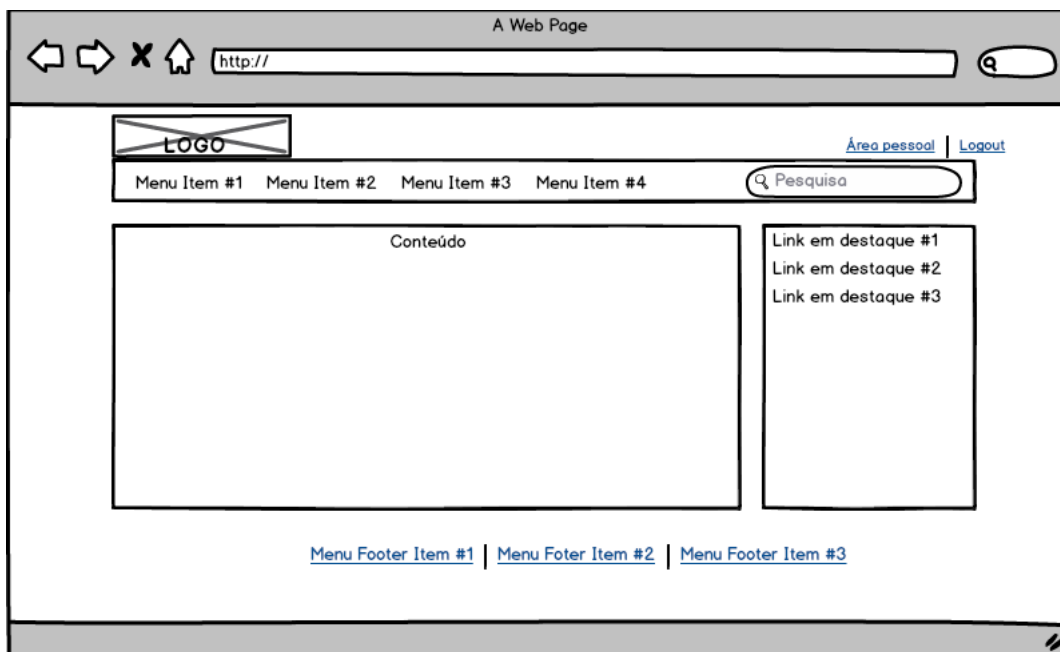 A Web Page
http://
LOGO
Área pessoal Logout
Menu Item #1 Menu Item #2 Menu Item #3 Menu Item #4 Pesquisa
Conteúdo
Link em destaque #1
Link em destaque #2
Link em destaque #3
Menu Footer Item #1 Menu Foter Item #2 Menu Footer Item #3